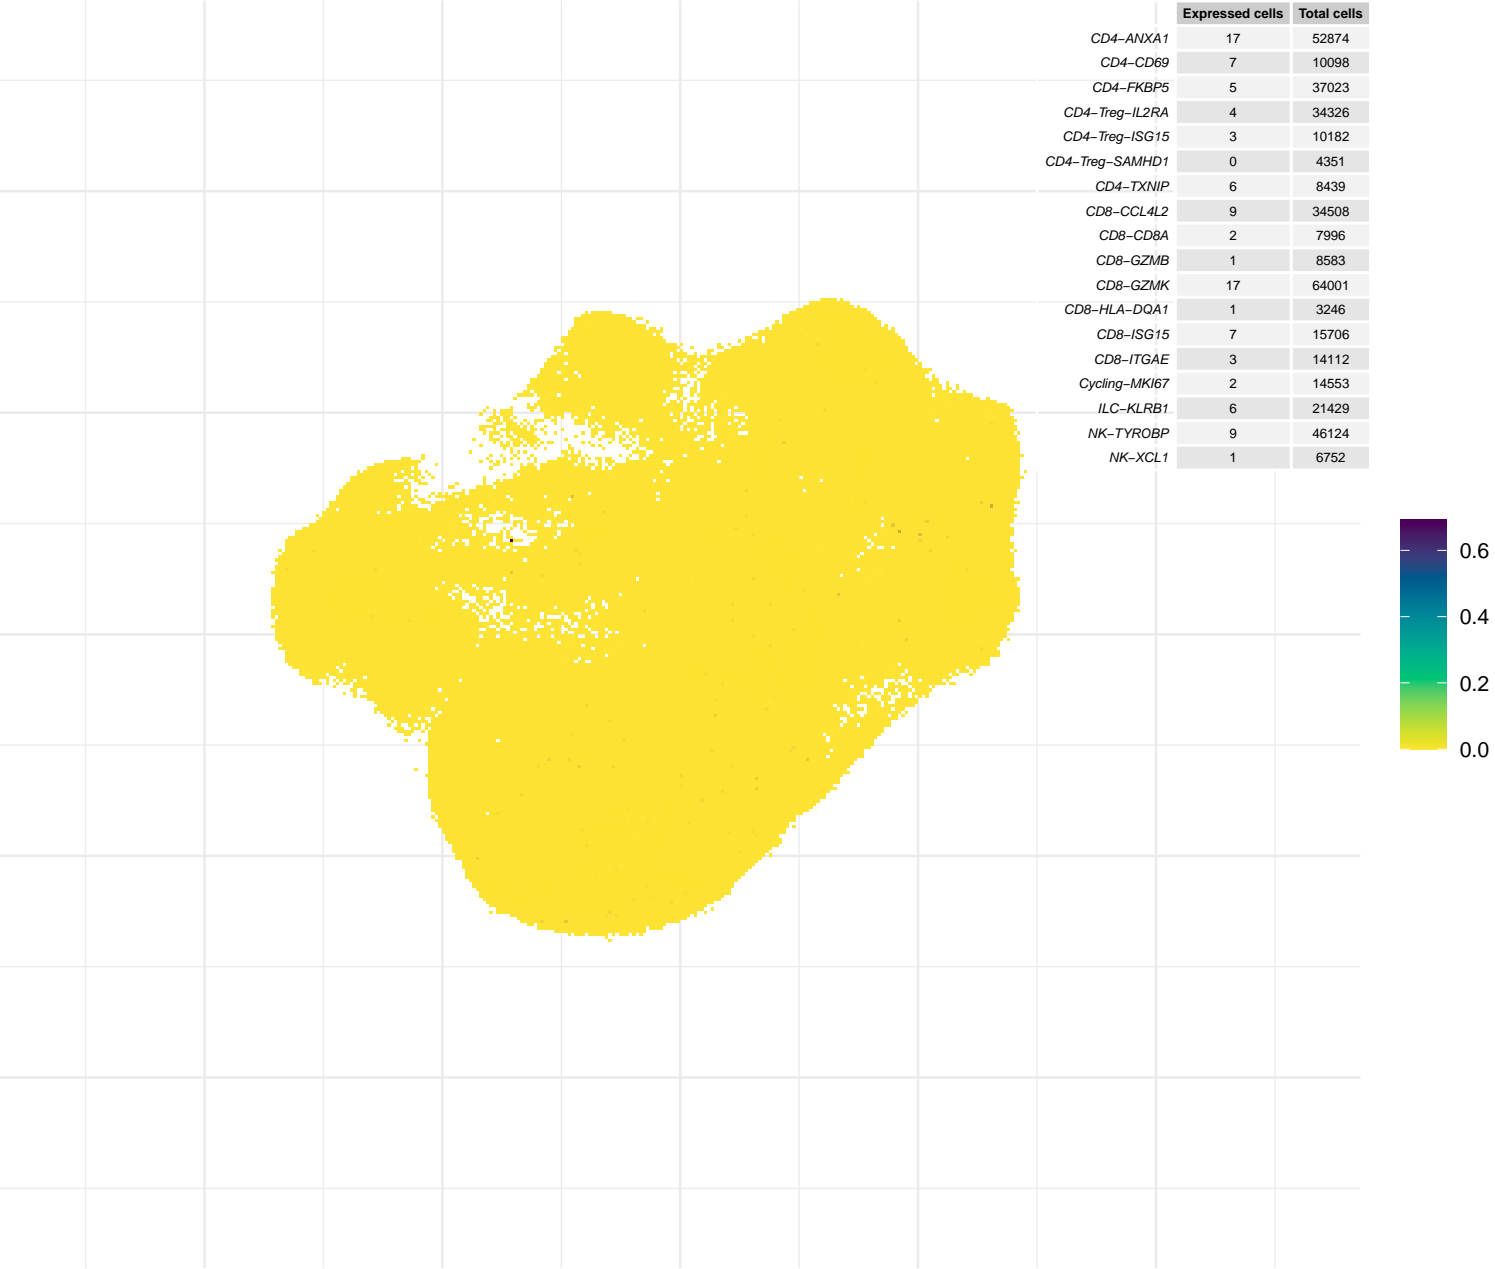 Expressed cells Total cells
CD4−ANXA1 17 52874
CD4−CD69 7 10098
CD4−FKBP5 5 37023
CD4−Treg−IL2RA 4 34326
CD4−Treg−ISG15 3 10182
CD4−Treg−SAMHD1 0 4351
CD4−TXNIP 6 8439
CD8−CCL4L2 9 34508
CD8−CD8A 2 7996
CD8−GZMB 1 8583
CD8−GZMK 17 64001
CD8−HLA−DQA1 1 3246
CD8−ISG15 7 15706
CD8−ITGAE 3 14112
Cycling−MKI67 2 14553
ILC−KLRB1 6 21429
NK−TYROBP 9 46124
NK−XCL1 1 6752
0.6
0.4
0.2
0.0